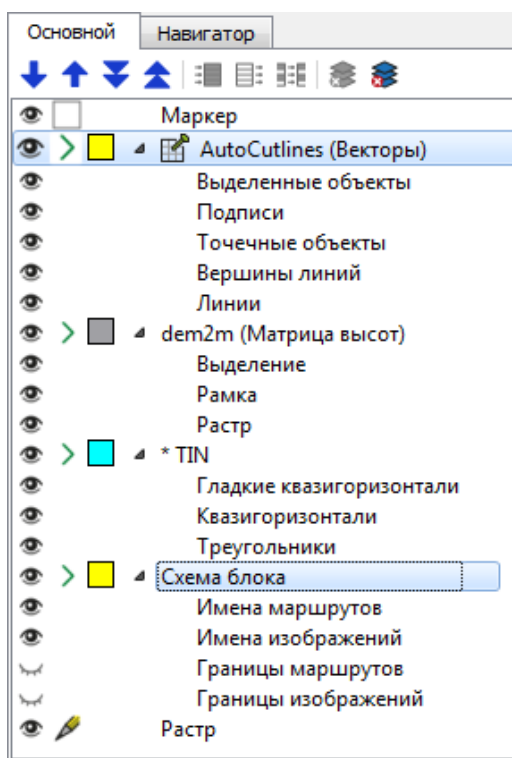 Основной Навигатор
Маркер
AutoCutlines (Векторы)
Выделенные объекты
Подписи
Точечные объекты
Вершины линий
Линии
dem2m (Матрица высот)
Выделение
Рамка
Растр
* TIN
Гладкие квазигоризонтали
Квазигоризонтали
Треугольники
Схема блока
Имена маршрутов
Имена изображений
Границы маршрутов
Границы изображений
Растр